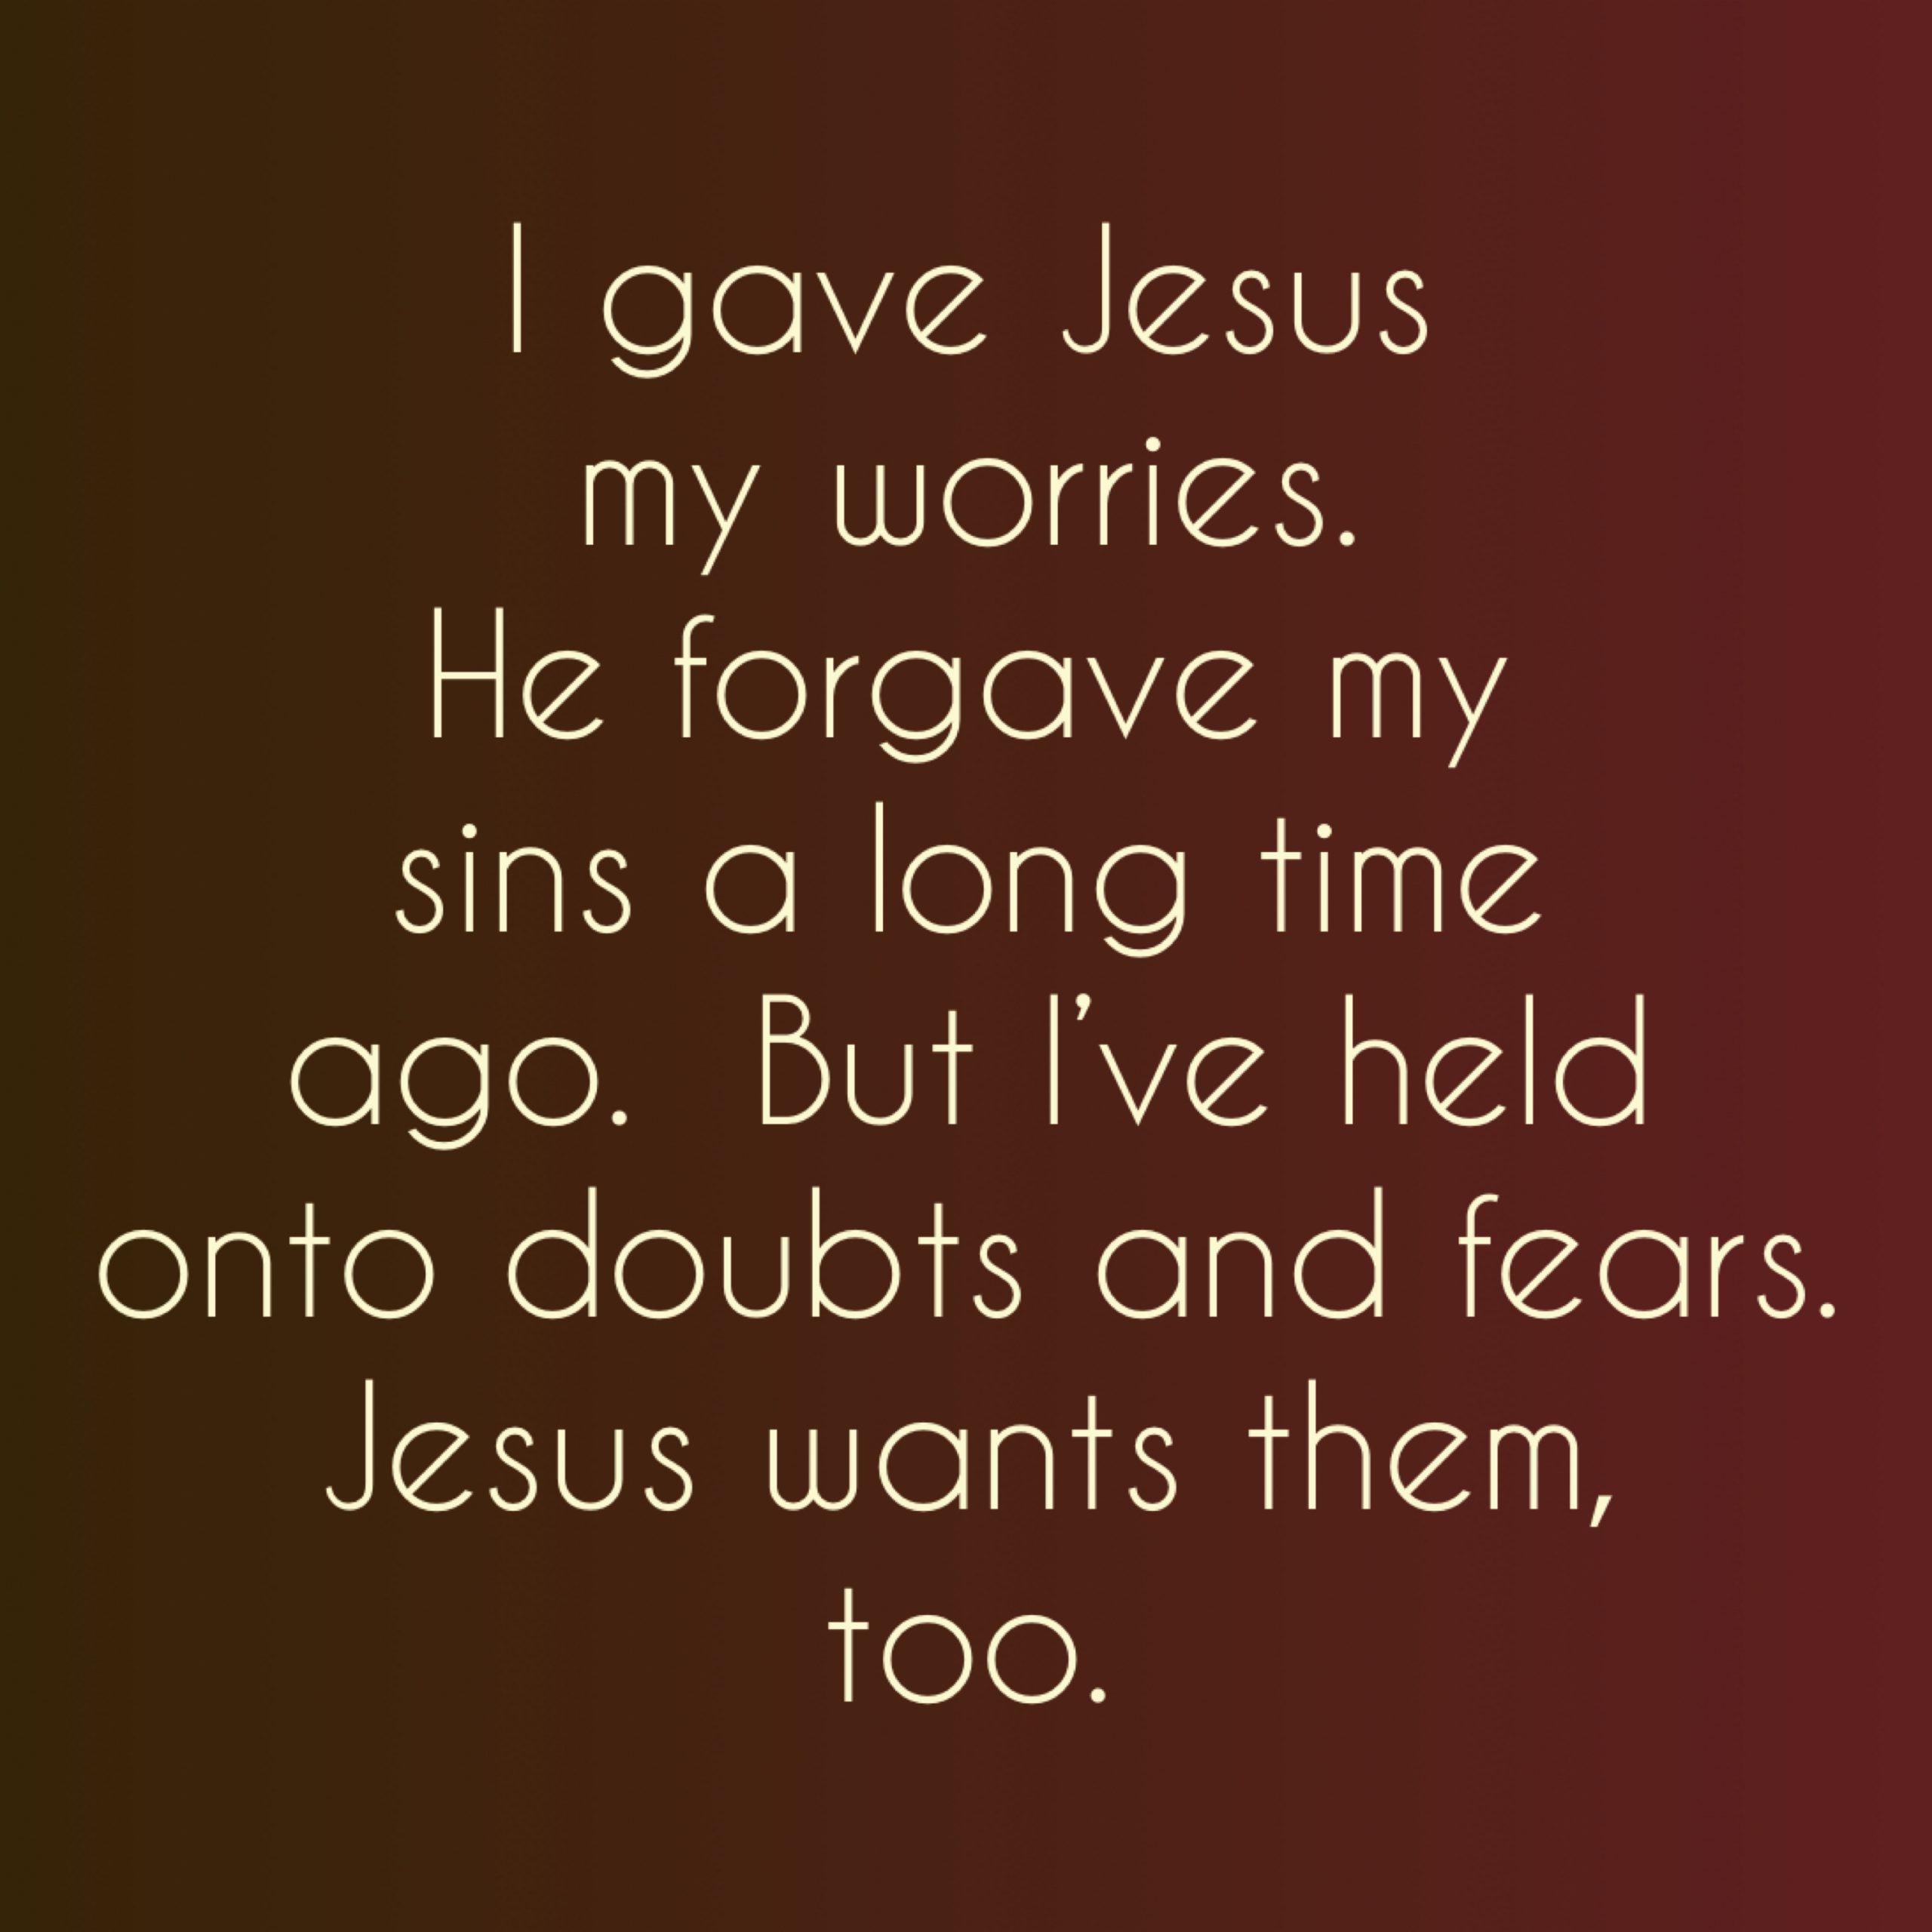 I gave Jesus
my worries.
He forgave my
sins a long time
ago.  But I’ve held
onto doubts and fears.
Jesus wants them,
too.